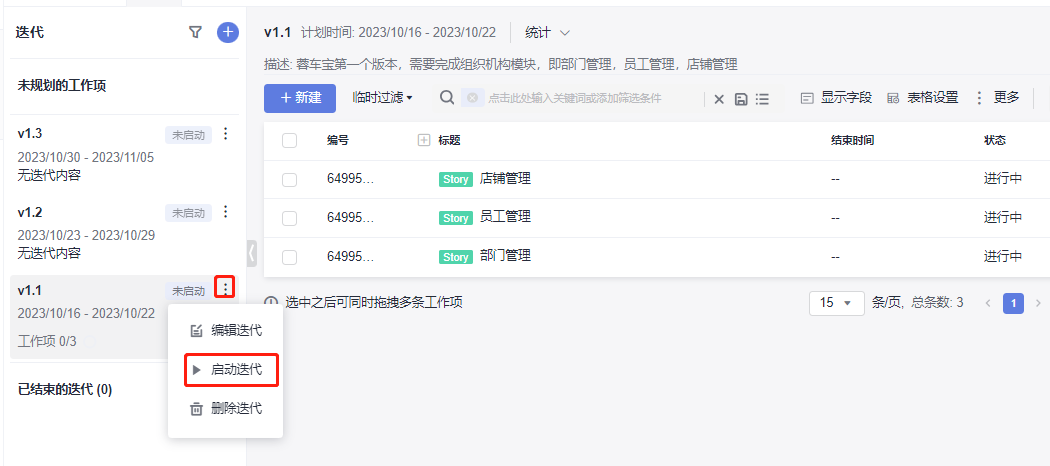 迭代
未规划的工作项
v1.3 未启动
2023/10/30 - 2023/11/05
无迭代内容
v1.2 未启动
2023/10/23 - 2023/10/29
无迭代内容
v1.1 未启动
2023/10/16 - 2023/10/22
工作项 0/3
编辑迭代
启动迭代
删除迭代
已结束的迭代 (0)
v1.1 计划时间: 2023/10/16 - 2023/10/22 统计
描述: 蓉车宝第一个版本，需要完成组织机构模块，即部门管理，员工管理，店铺管理
+ 新建 临时过滤 点击此处输入关键词或添加筛选条件 显示字段 表格设置 更多
编号 标题 结束时间 状态
64995... Story 店铺管理 -- 进行中
64995... Story 员工管理 -- 进行中
64995... Story 部门管理 -- 进行中
选中之后可同时拖拽多条工作项 15 条/页, 总条数: 3 1